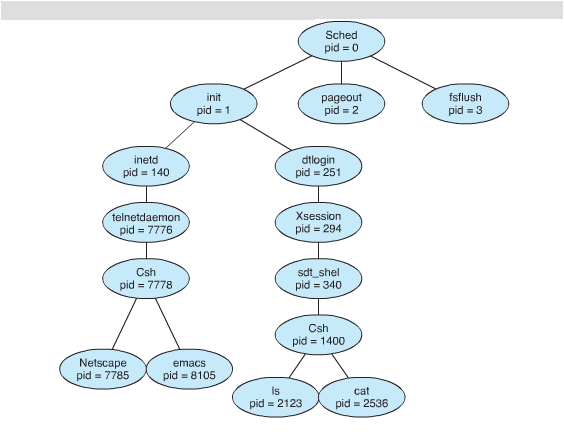 Sched
pid = 0
init
pid = 1
pageout
pid = 2
fsflush
pid = 3
inetd
pid = 140
dtlogin
pid = 251
telnetdaemon
pid = 7776
Xsession
pid = 294
Csh
pid = 7778
sdt_shel
pid = 340
Csh
pid = 1400
Netscape
pid = 7785
emacs
pid = 8105
ls
pid = 2123
cat
pid = 2536